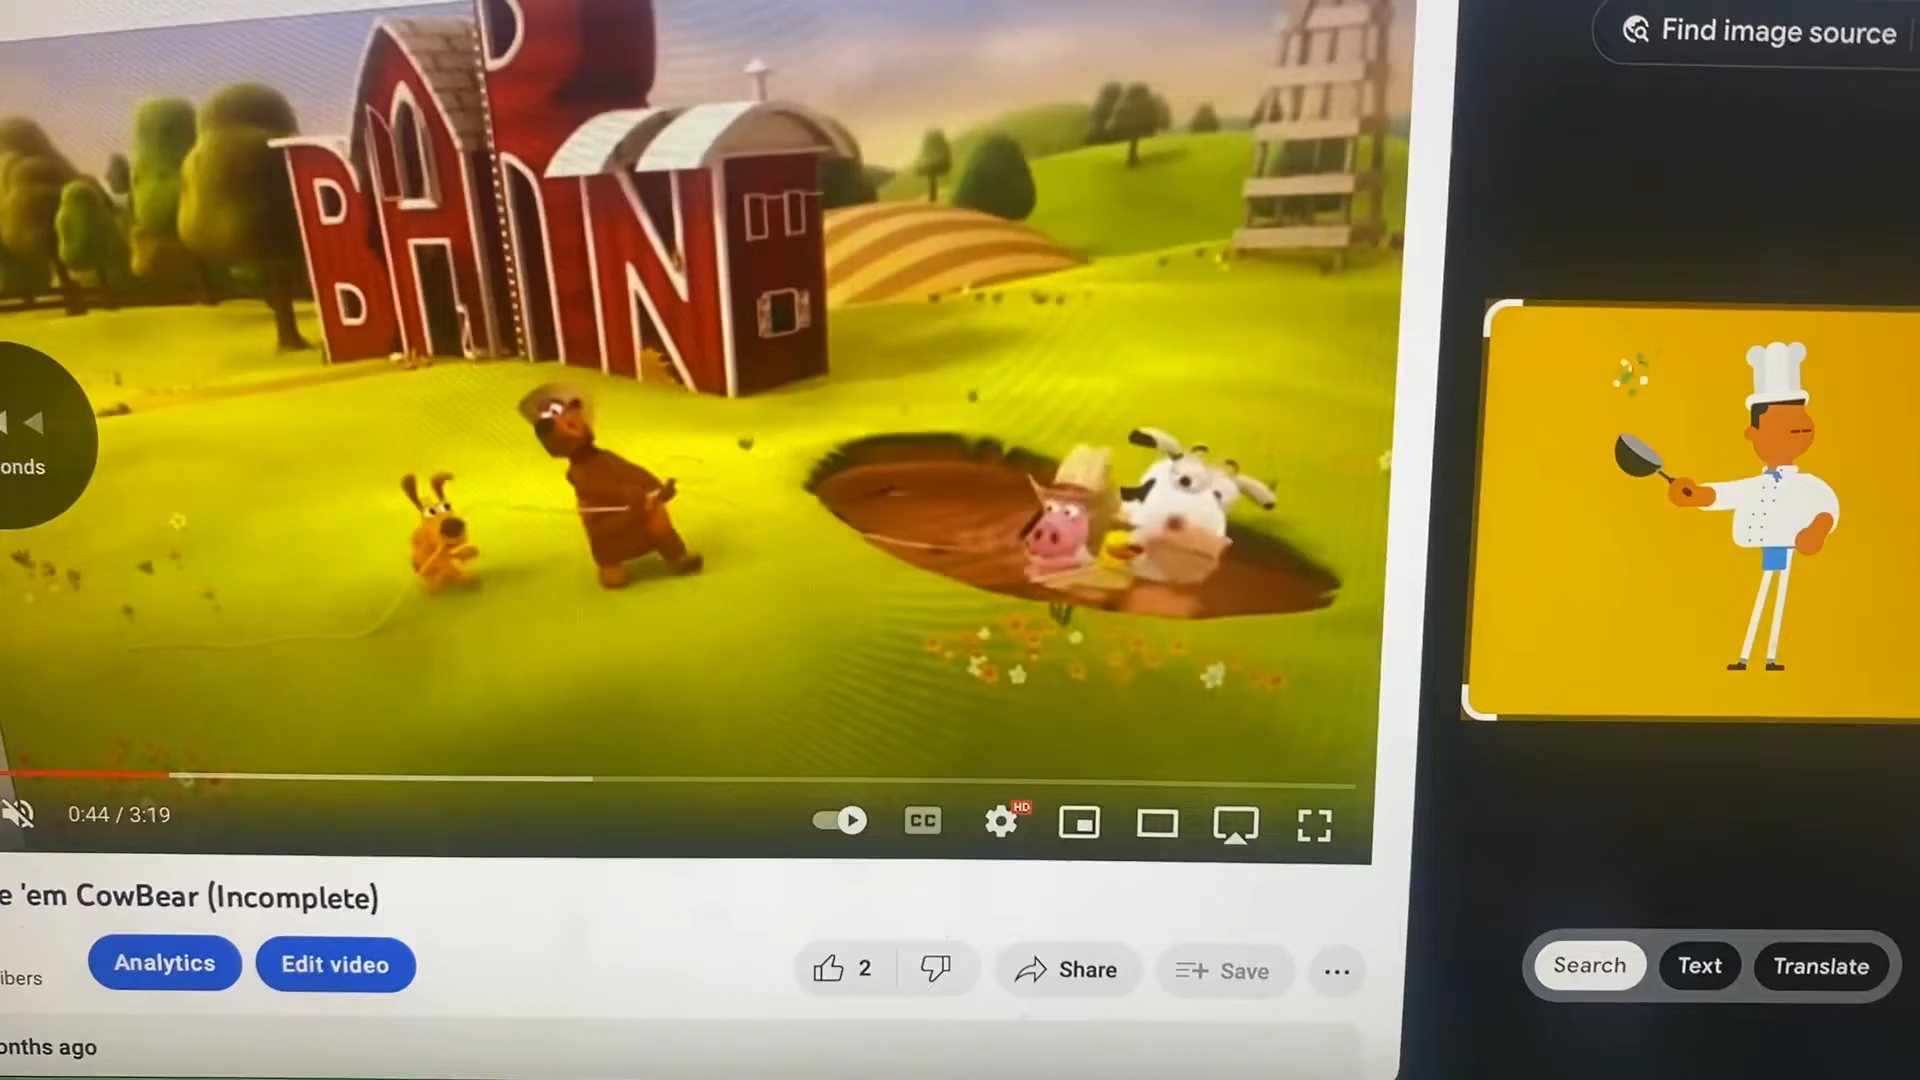 Find image source
BARN
onds
HD
CC
0:44 / 3:19
e 'em CowBear (Incomplete)
Analytics
Edit video
2
Share
Save
ibers
Search
Text
Translate
onths ago